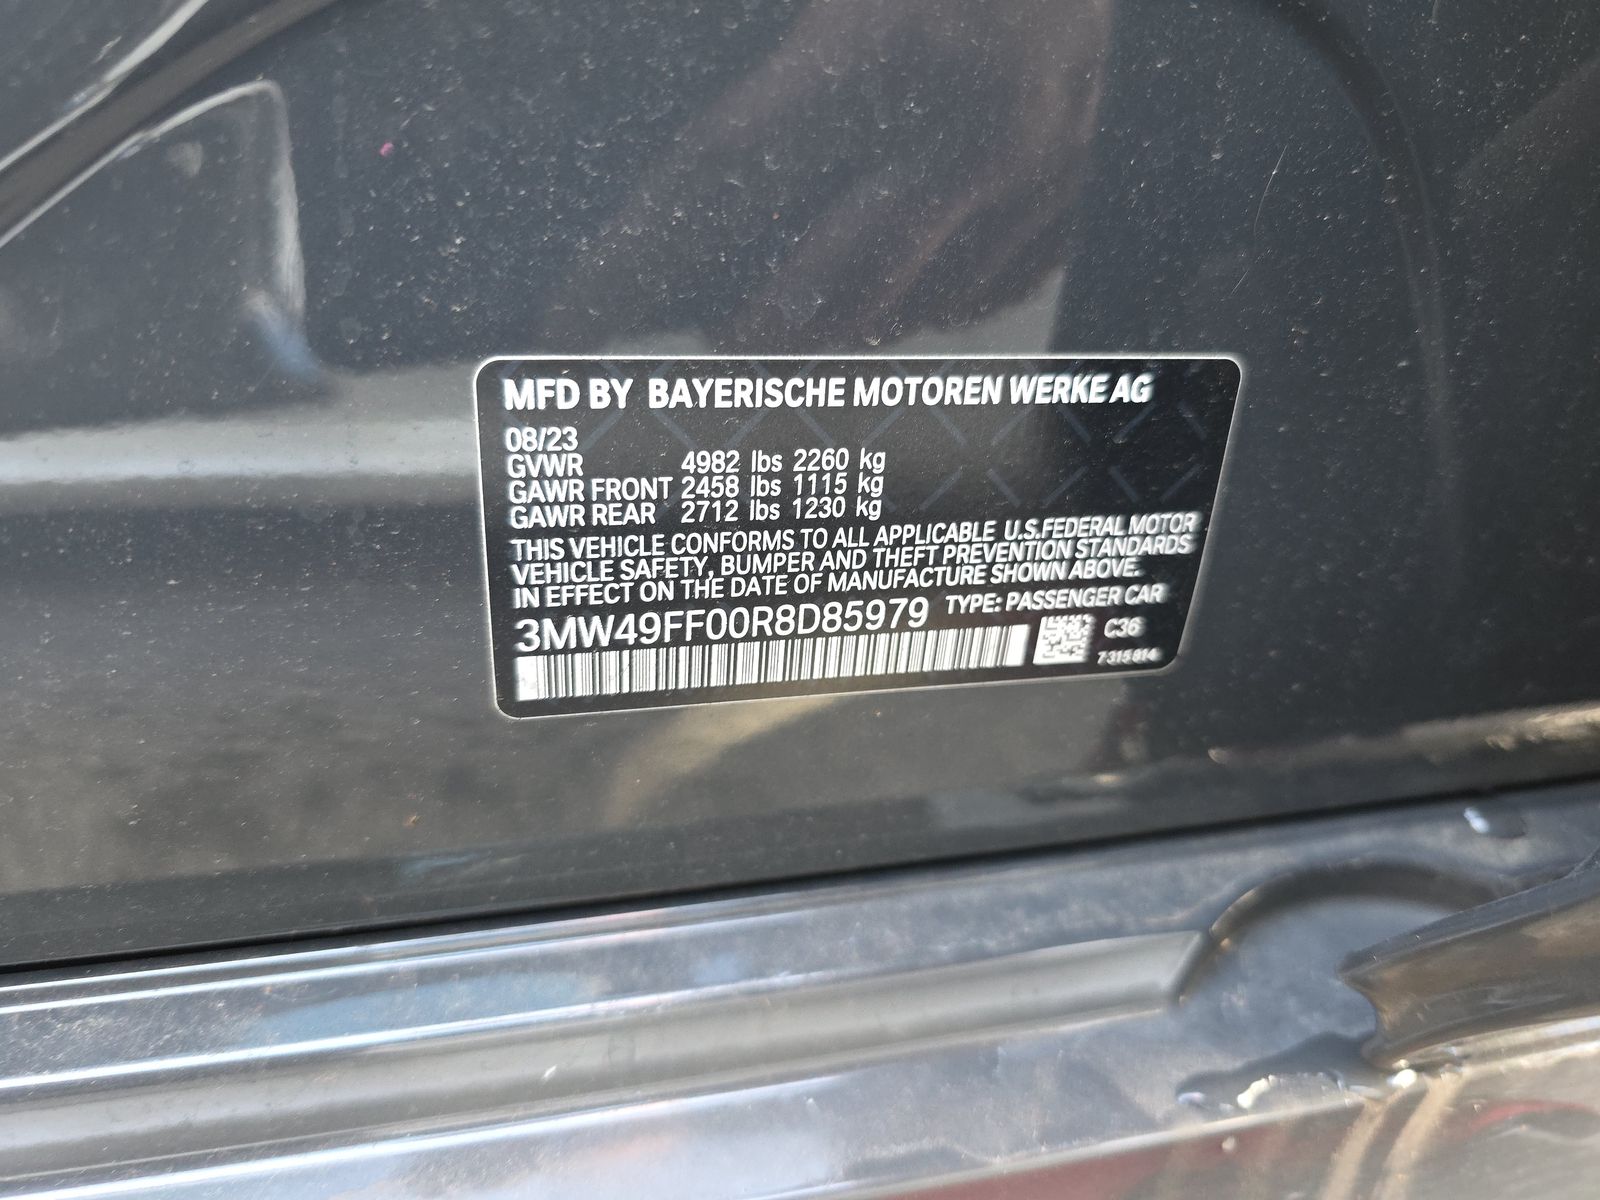 MFD BY BAYERISCHE MOTOREN WERKE AG
08/23
GVWR 4982 lbs 2260 kg
GAWR FRONT 2458 lbs 1115 kg
GAWR REAR 2712 lbs 1230 kg
THIS VEHICLE CONFORMS TO ALL APPLICABLE U.S.FEDERAL MOTOR
VEHICLE SAFETY, BUMPER AND THEFT PREVENTION STANDARDS
IN EFFECT ON THE DATE OF MANUFACTURE SHOWN ABOVE.
3MW49FF00R8D85979 TYPE: PASSENGER CAR
C36
7315814